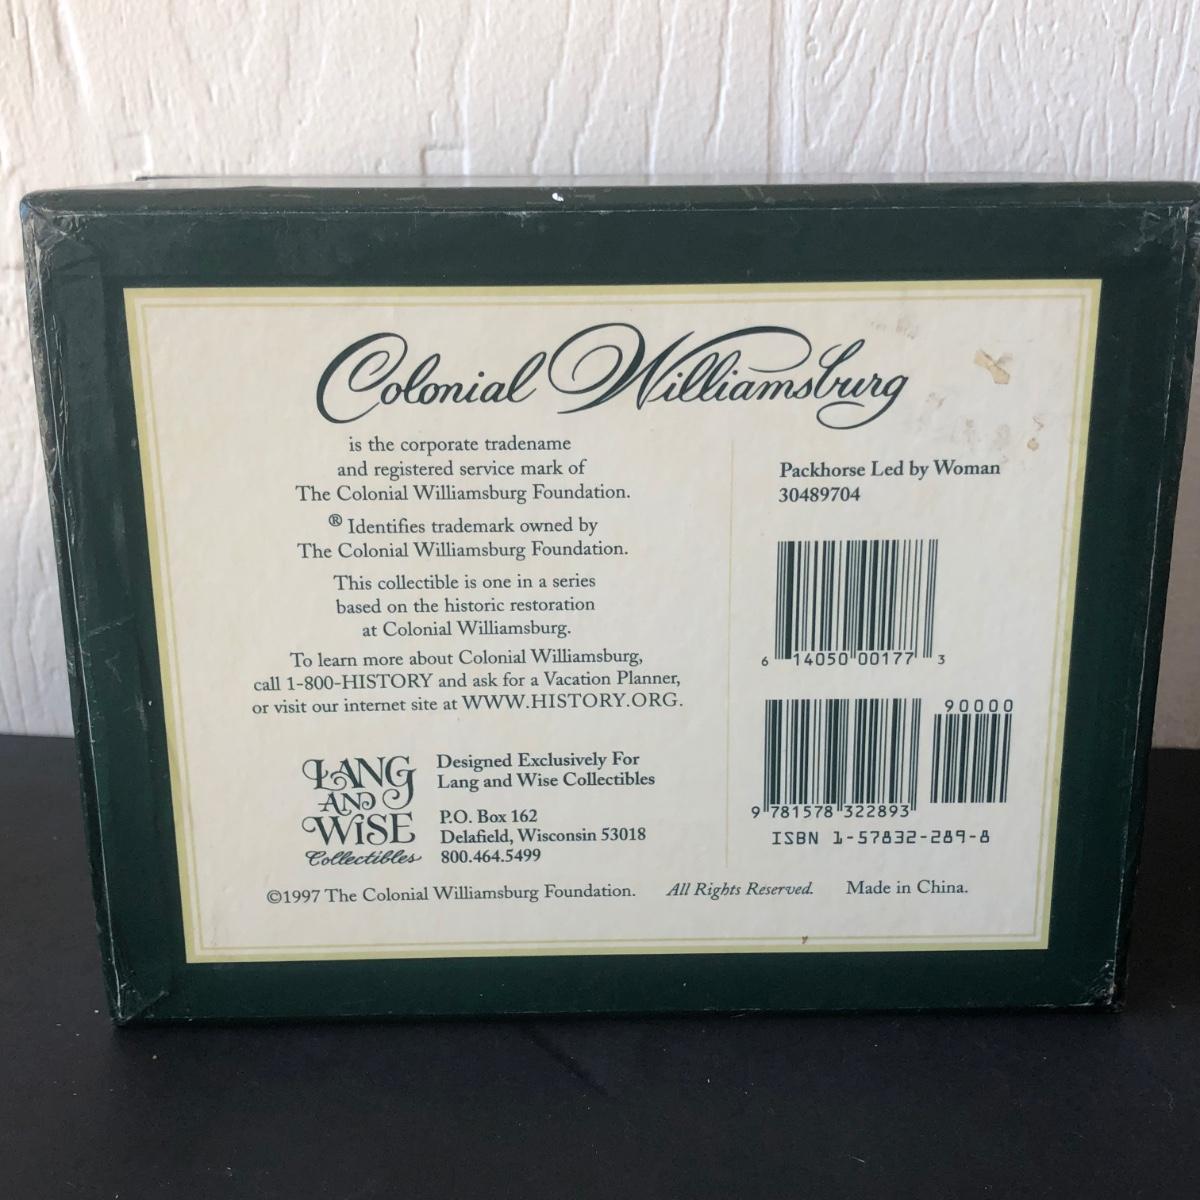 Colonial Williamsburg
is the corporate tradename
and registered service mark of
The Colonial Williamsburg Foundation.
® Identifies trademark owned by
The Colonial Williamsburg Foundation.
This collectible is one in a series
based on the historic restoration
at Colonial Williamsburg.
To learn more about Colonial Williamsburg,
call 1-800-HISTORY and ask for a Vacation Planner,
or visit our internet site at WWW.HISTORY.ORG.
LANG
AND
WISE
Collectibles
Designed Exclusively For
Lang and Wise Collectibles
P.O. Box 162
Delafield, Wisconsin 53018
800.464.5499
Packhorse Led by Woman
30489704
6 14050 00177 3
90000
9 781578 322893
ISBN 1-57832-289-8
©1997 The Colonial Williamsburg Foundation. All Rights Reserved. Made in China.